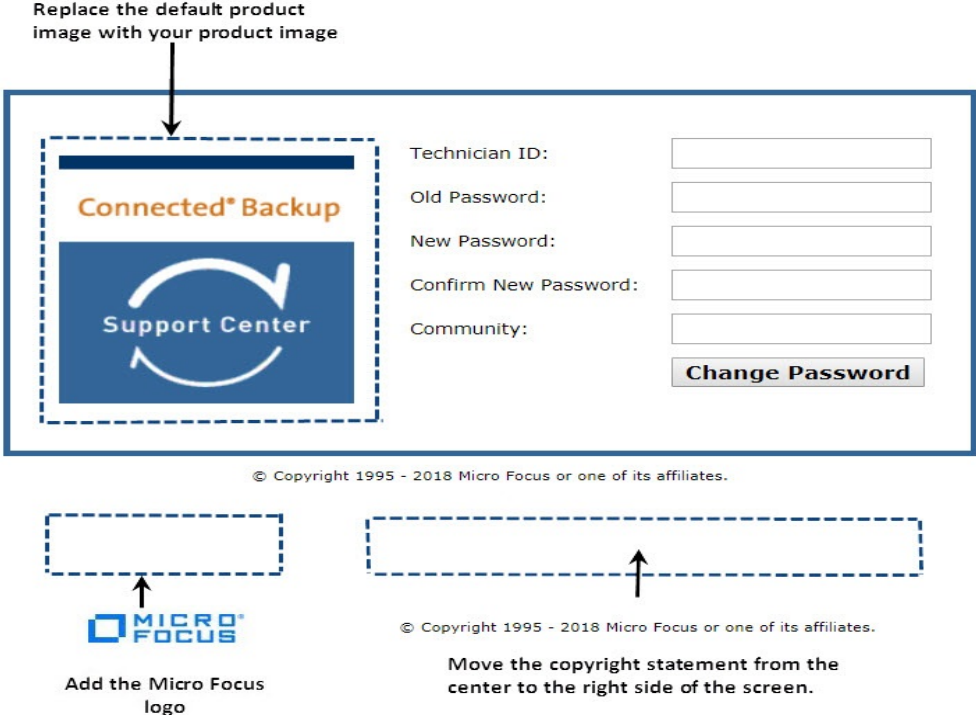 Replace the default product
image with your product image
Connected® Backup
Support Center
Technician ID:
Old Password:
New Password:
Confirm New Password:
Community:
Change Password
© Copyright 1995 - 2018 Micro Focus or one of its affiliates.
MICRO
FOCUS
Add the Micro Focus
logo
© Copyright 1995 - 2018 Micro Focus or one of its affiliates.
Move the copyright statement from the
center to the right side of the screen.